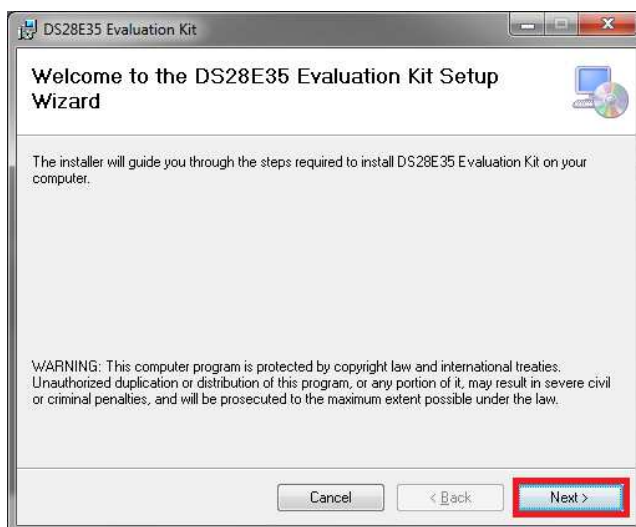 DS28E35 Evaluation Kit
Welcome to the DS28E35 Evaluation Kit Setup
Wizard
The installer will guide you through the steps required to install DS28E35 Evaluation Kit on your
computer.
WARNING: This computer program is protected by copyright law and international treaties.
Unauthorized duplication or distribution of this program, or any portion of it, may result in severe civil
or criminal penalties, and will be prosecuted to the maximum extent possible under the law.
Cancel < Back Next >